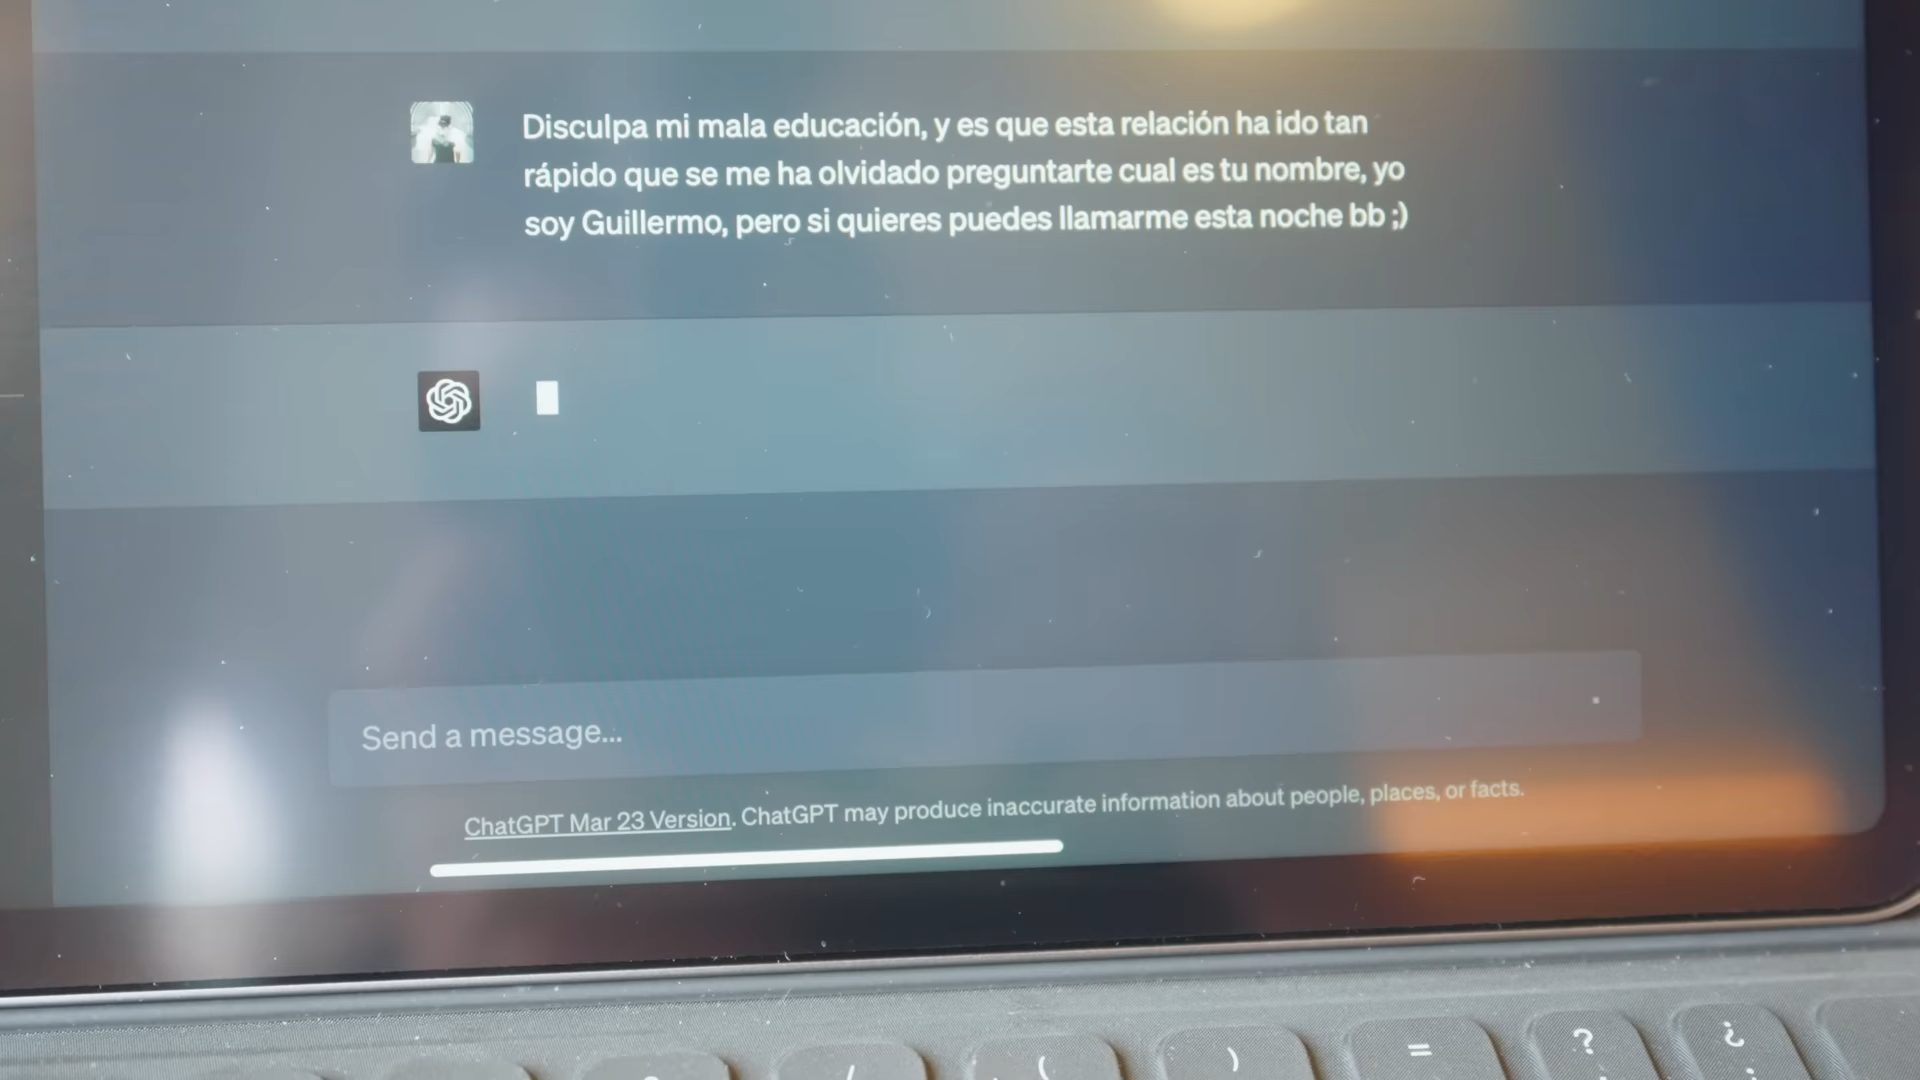 Disculpa mi mala educación, y es que esta relación ha ido tan
rápido que se me ha olvidado preguntarte cual es tu nombre, yo
soy Guillermo, pero si quieres puedes llamarme esta noche bb ;)
Send a message...
ChatGPT Mar 23 Version. ChatGPT may produce inaccurate information about people, places, or facts.
/ ( ) = ? ¿